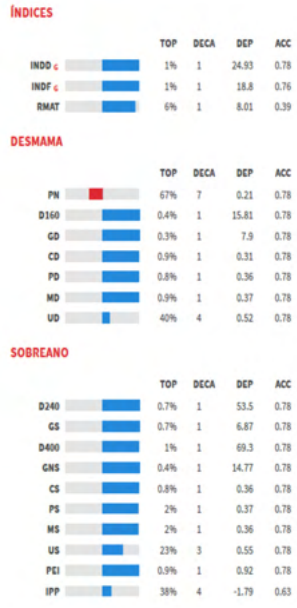 ÍNDICES
TOP DECA DEP ACC
INDD G 1% 1 24.93 0.78
INDF G 1% 1 18.8 0.76
RMAT 6% 1 8.01 0.39
DESMAMA
TOP DECA DEP ACC
PN 67% 7 0.21 0.78
D160 0.4% 1 15.81 0.78
GD 0.3% 1 7.9 0.78
CD 0.9% 1 0.31 0.78
PD 0.8% 1 0.36 0.78
MD 0.9% 1 0.37 0.78
UD 40% 4 0.52 0.78
SOBREANO
TOP DECA DEP ACC
D240 0.7% 1 53.5 0.78
GS 0.7% 1 6.87 0.78
D400 1% 1 69.3 0.78
GNS 0.4% 1 14.77 0.78
CS 0.8% 1 0.36 0.78
PS 2% 1 0.37 0.78
MS 2% 1 0.36 0.78
US 23% 3 0.55 0.78
PEI 0.9% 1 0.92 0.78
IPP 38% 4 -1.79 0.63